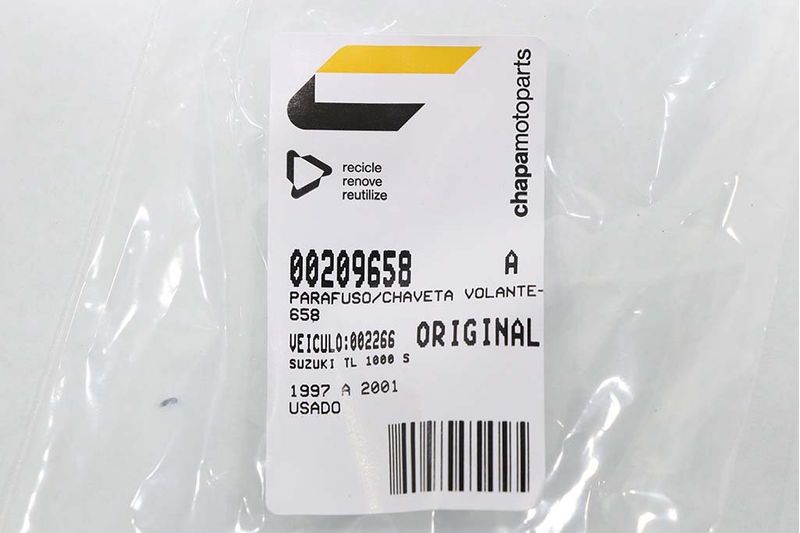 chapamotoparts
recicle
renove
reutilize
00209658 A
PARAFUSO/CHAVETA VOLANTE-
658
VEICULO:002266 ORIGINAL
SUZUKI TL 1000 S
1997 A 2001
USADO